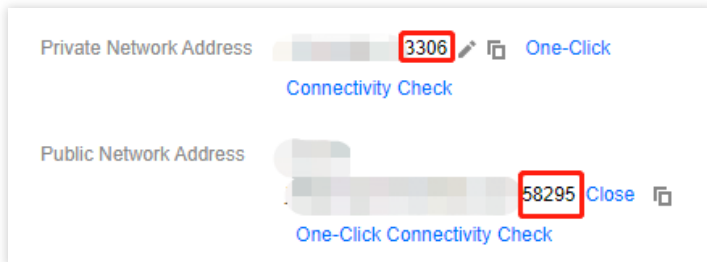 Private Network Address 3306 One-Click
Connectivity Check
Public Network Address
58295 Close
One-Click Connectivity Check